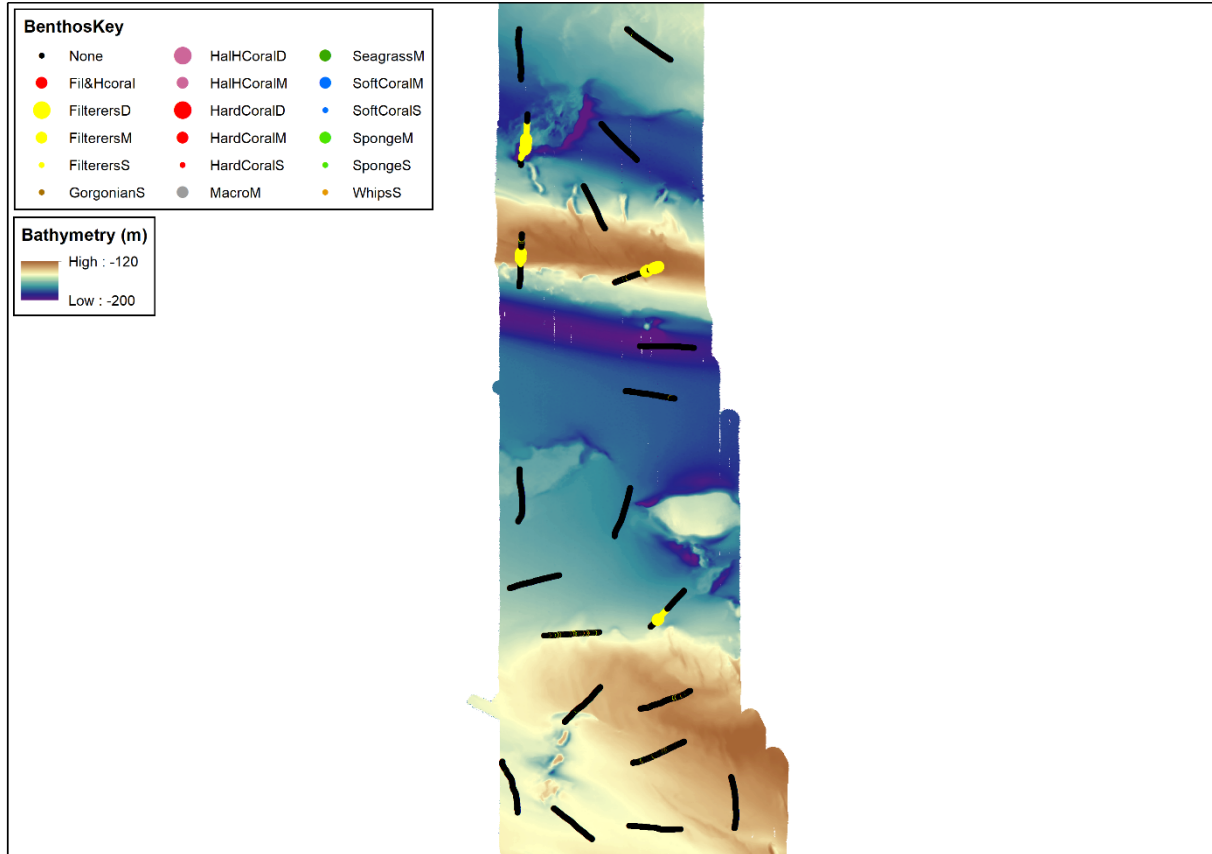 BenthosKey
None
Fil&Hcoral
FilterersD
FilterersM
FilterersS
GorgonianS
HalHCoralD
HalHCoralM
HardCoralD
HardCoralM
HardCoralS
MacroM
SeagrassM
SoftCoralM
SoftCoralS
SpongeM
SpongeS
WhipsS
Bathymetry (m)
High : -120
Low : -200